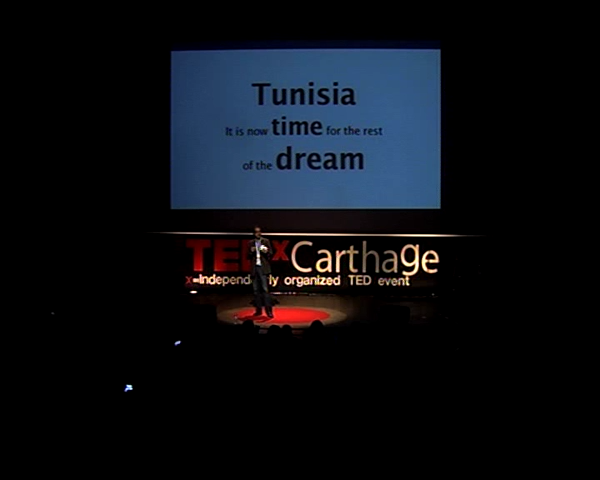 Tunisia
It is now time for the rest
of the dream
TEDxCarthage
x=independently organized TED event